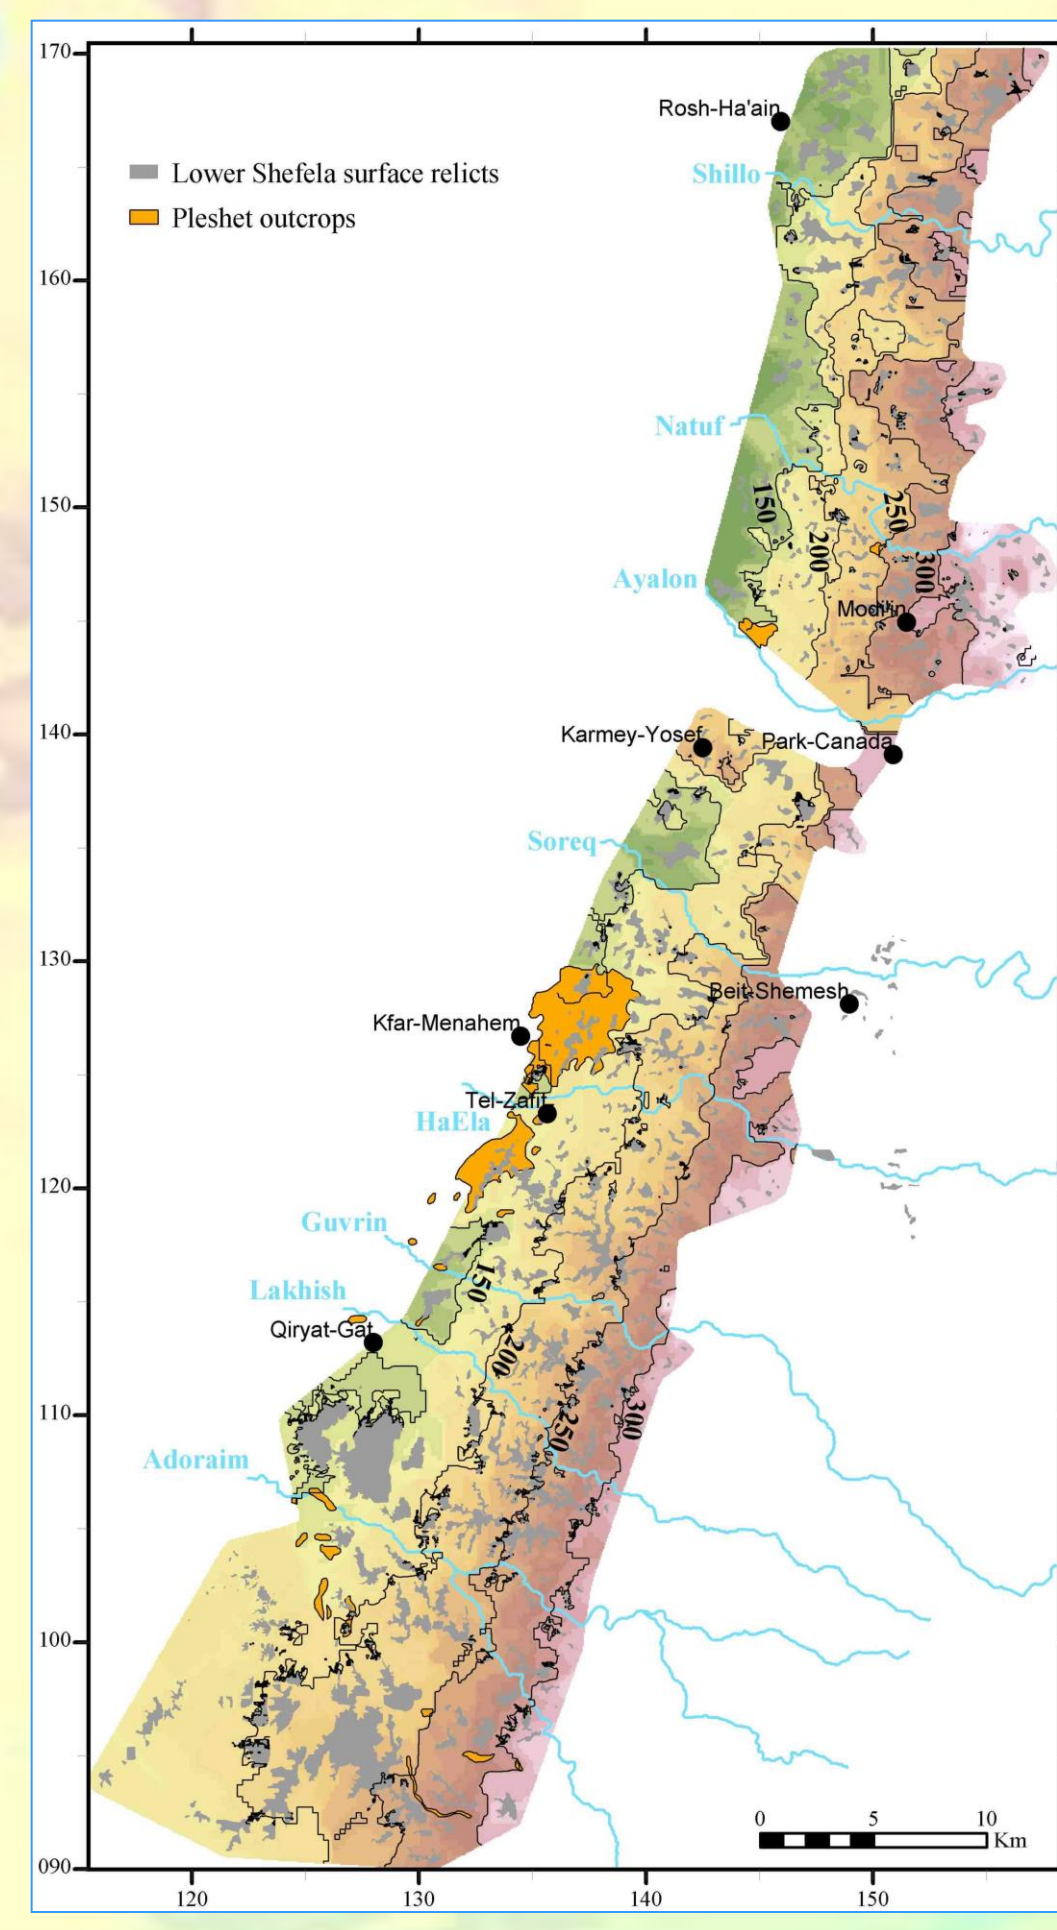 170
Rosh-Ha'ain
Lower Shefela surface relicts
Shillo
Pleshet outcrops
160
Natuf
150
150
250
200
300
Ayalon
Modi'in
140
Karmey-Yosef
Park-Canada
Soreq
130
Beit-Shemesh
Kfar-Menahem
Tel-Zafit
HaEla
120
Guvrin
150
Lakhish
Qiryat-Gat
200
110
250
300
Adoraim
100
0 5 10
Km
090
120 130 140 150